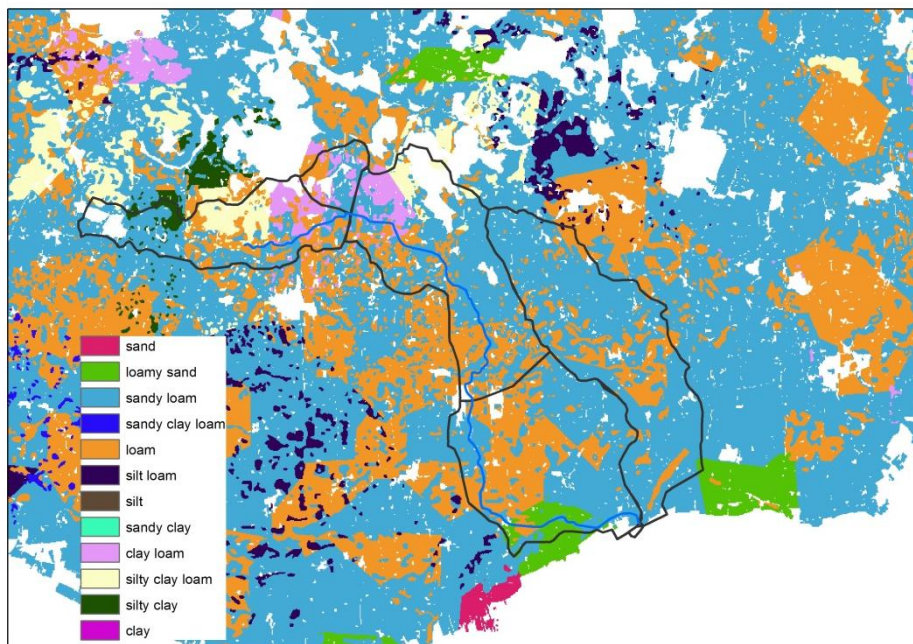 sand
loamy sand
sandy loam
sandy clay loam
loam
silt loam
silt
sandy clay
clay loam
silty clay loam
silty clay
clay